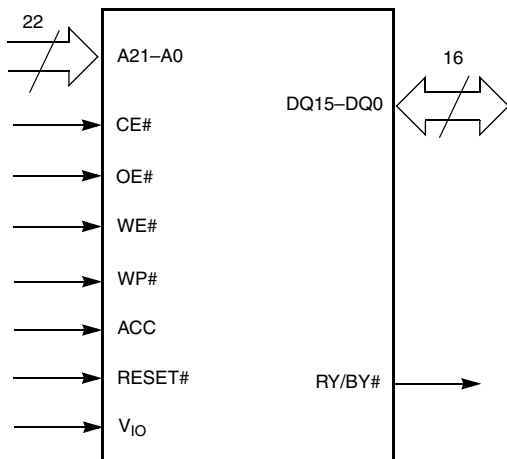 22
A21–A0
16
DQ15–DQ0
CE#
OE#
WE#
WP#
ACC
RESET#
RY/BY#
VIO